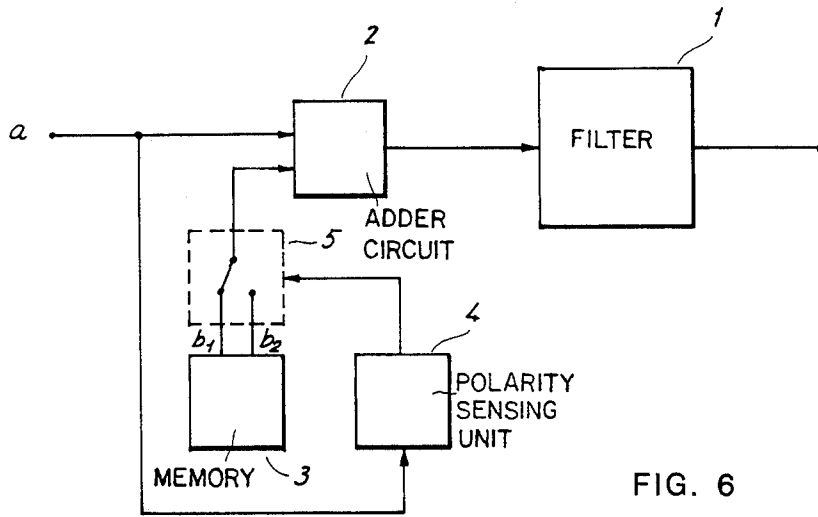 2
1
a
FILTER
ADDER
CIRCUIT
5
4
b1 b2
POLARITY
SENSING
UNIT
MEMORY 3
FIG. 6